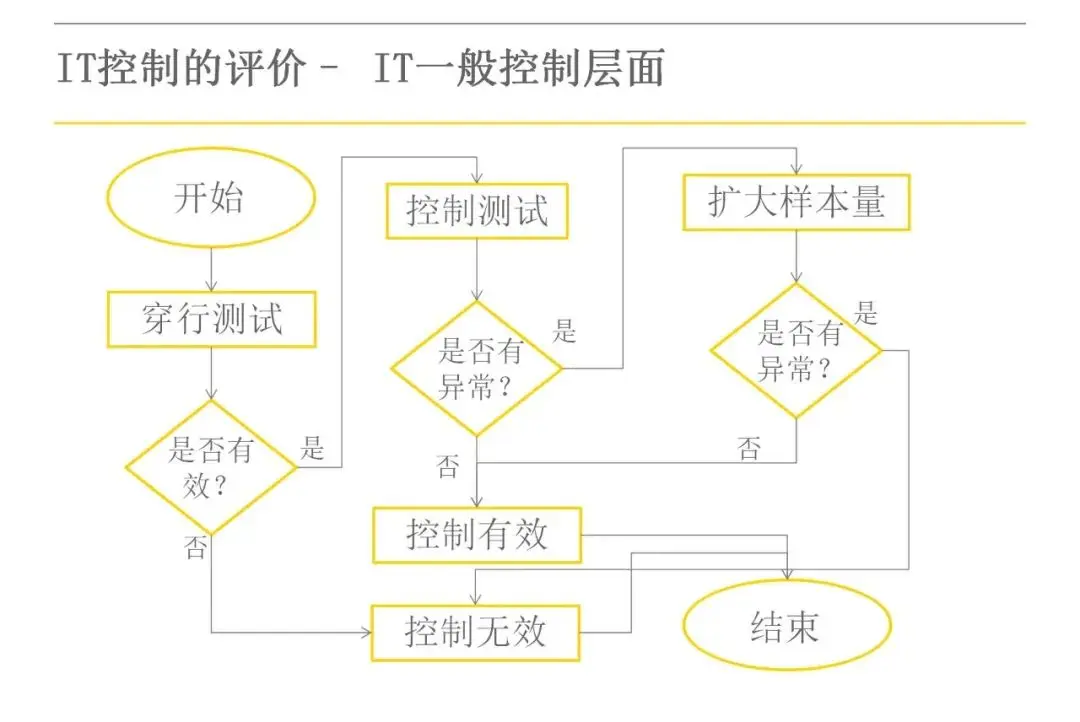 IT控制的评价 - IT一般控制层面
开始
穿行测试
是否有
效？
是
否
控制测试
是否有
异常？
是
否
扩大样本量
是否有
异常？
是
否
控制有效
控制无效
结束